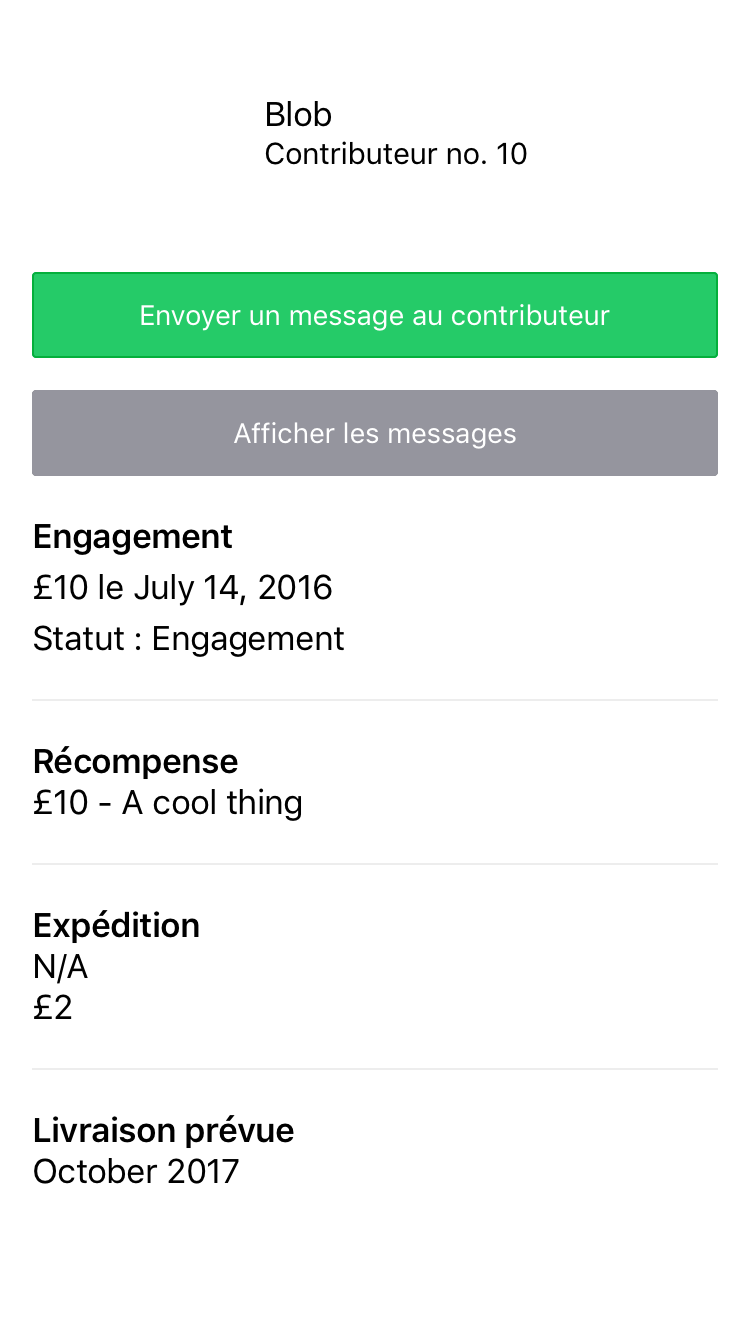 Blob
Contributeur no. 10
Envoyer un message au contributeur
Afficher les messages
Engagement
£10 le July 14, 2016
Statut : Engagement
Récompense
£10 - A cool thing
Expédition
N/A
£2
Livraison prévue
October 2017